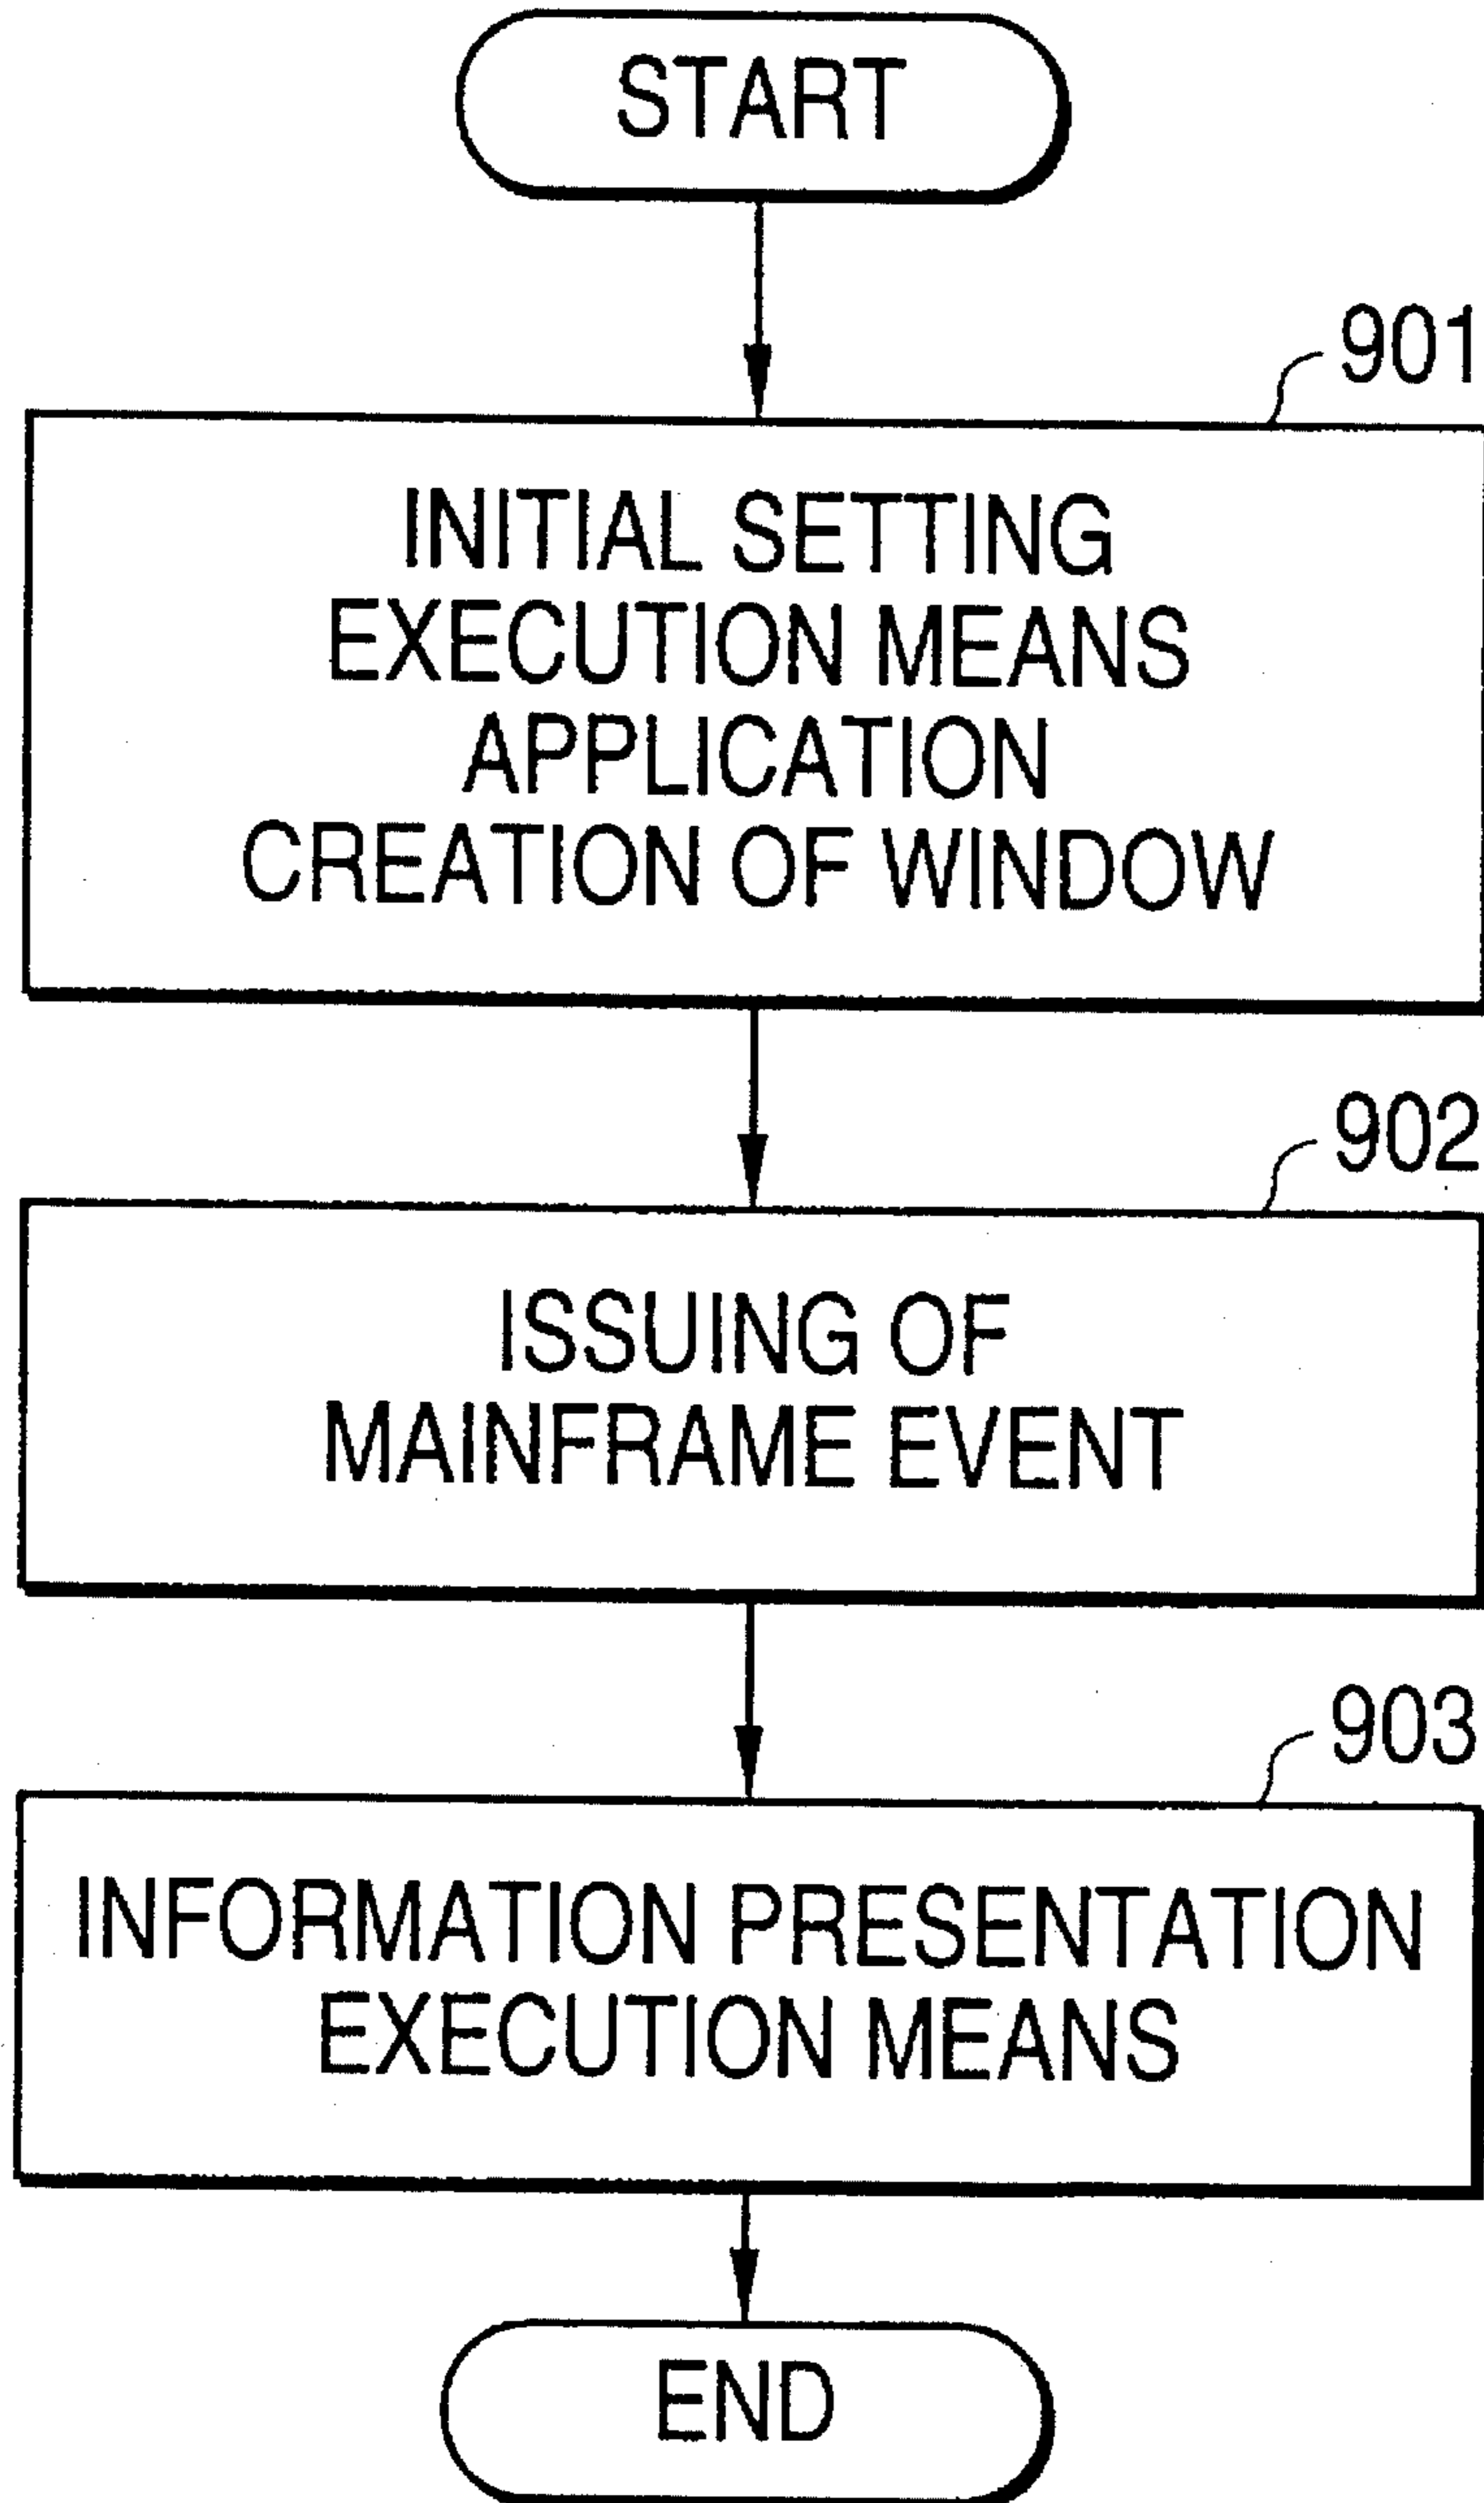 START
901
INITIAL SETTING
EXECUTION MEANS
APPLICATION
CREATION OF WINDOW
902
ISSUING OF
MAINFRAME EVENT
903
INFORMATION PRESENTATION
EXECUTION MEANS
END